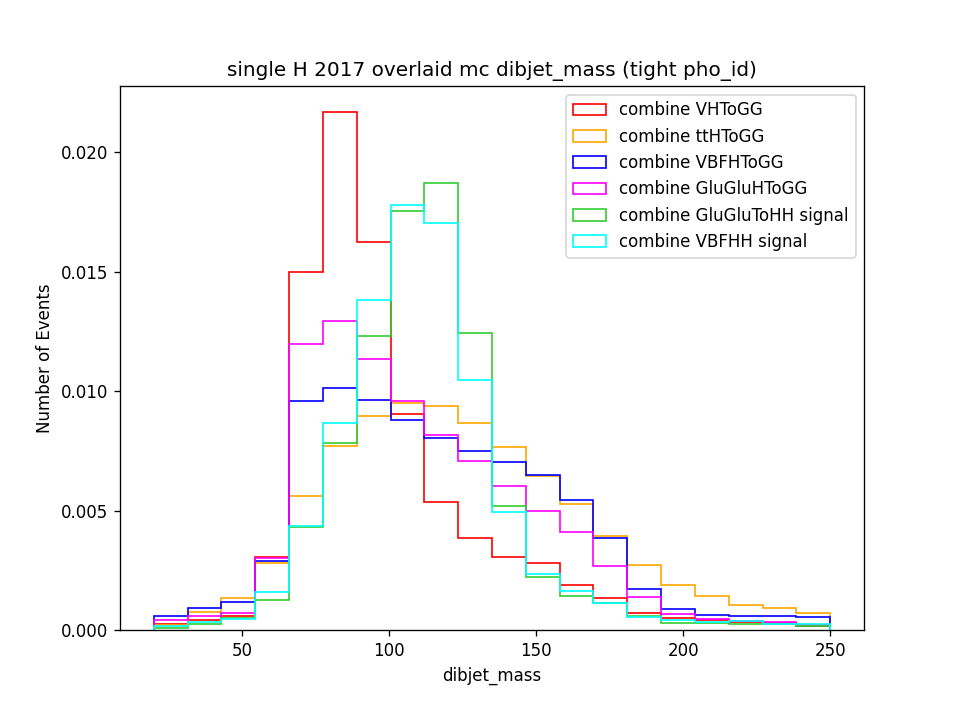 single H 2017 overlaid mc dibjet_mass (tight pho_id)
combine VHToGG
combine ttHToGG
combine VBFHToGG
combine GluGluHToGG
combine GluGluToHH signal
combine VBFHH signal
Number of Events
0.020
0.015
0.010
0.005
0.000
50
100
150
200
250
dibjet_mass